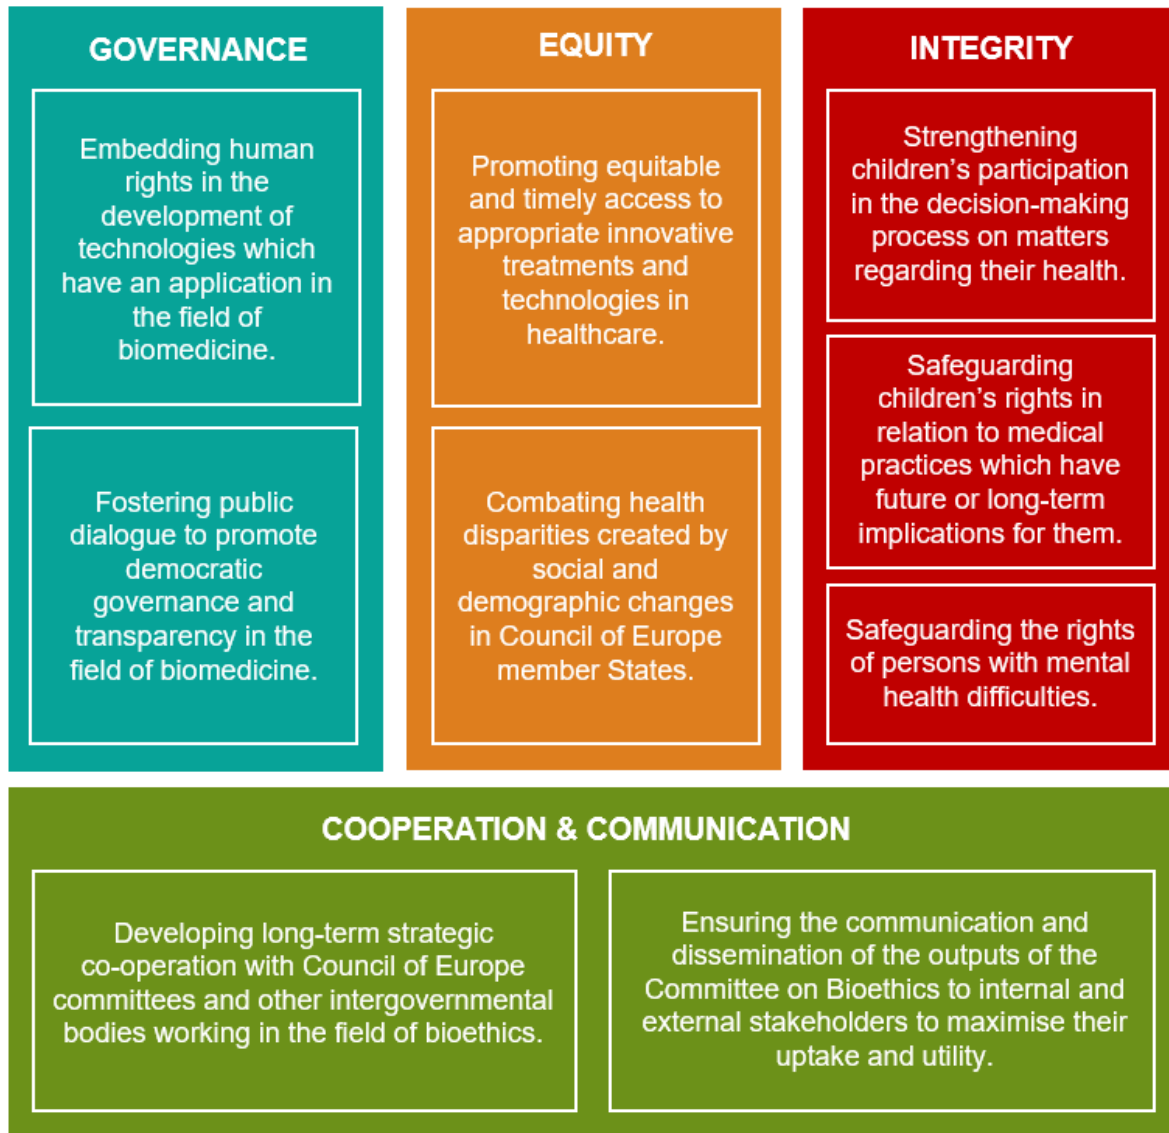 GOVERNANCE
Embedding human
rights in the
development of
technologies which
have an application in
the field of
biomedicine.
Fostering public
dialogue to promote
democratic
governance and
transparency in the
field of biomedicine.
EQUITY
Promoting equitable
and timely access to
appropriate innovative
treatments and
technologies in
healthcare.
Combating health
disparities created by
social and
demographic changes
in Council of Europe
member States.
INTEGRITY
Strengthening
children’s participation
in the decision-making
process on matters
regarding their health.
Safeguarding
children’s rights in
relation to medical
practices which have
future or long-term
implications for them.
Safeguarding the rights
of persons with mental
health difficulties.
COOPERATION & COMMUNICATION
Developing long-term strategic
co-operation with Council of Europe
committees and other intergovernmental
bodies working in the field of bioethics.
Ensuring the communication and
dissemination of the outputs of the
Committee on Bioethics to internal and
external stakeholders to maximise their
uptake and utility.